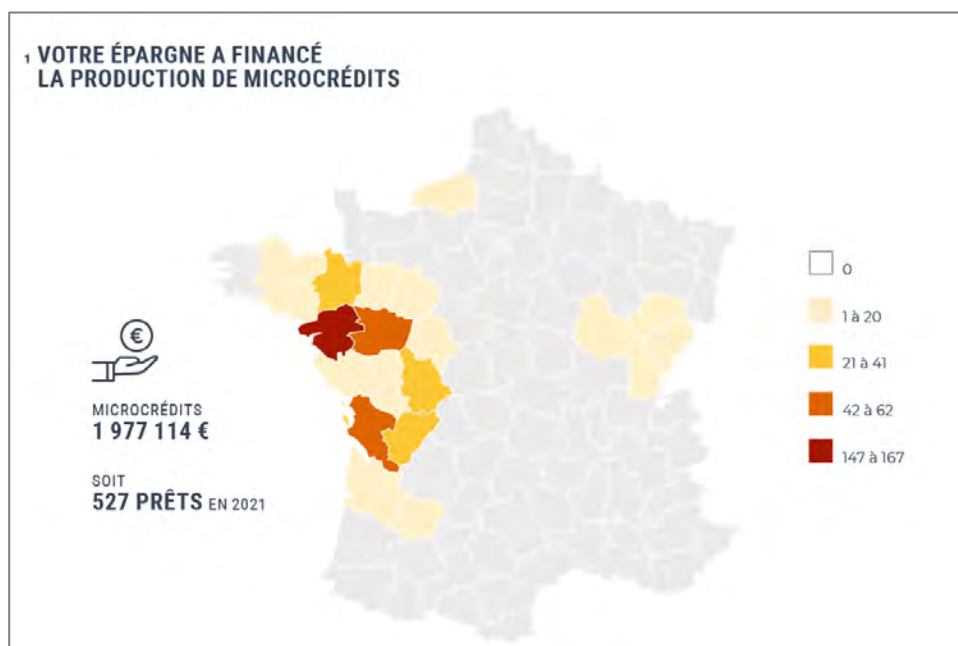 1 VOTRE ÉPARGNE A FINANCÉ
LA PRODUCTION DE MICROCRÉDITS
0
1 à 20
21 à 41
42 à 62
147 à 167
€
MICROCRÉDITS
1 977 114 €
SOIT
527 PRÊTS EN 2021